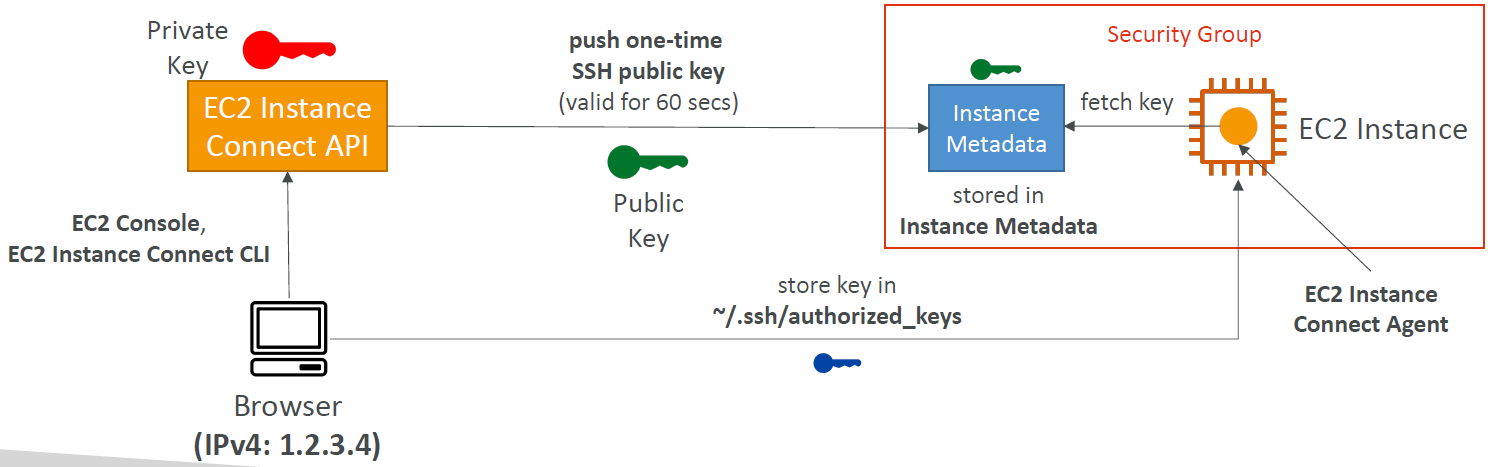 Private
Key
EC2 Instance
Connect API
push one-time
SSH public key
(valid for 60 secs)
Public
Key
Security Group
Instance
Metadata
fetch key
EC2 Instance
stored in
Instance Metadata
EC2 Console,
EC2 Instance Connect CLI
store key in
~/.ssh/authorized_keys
EC2 Instance
Connect Agent
Browser
(IPv4: 1.2.3.4)